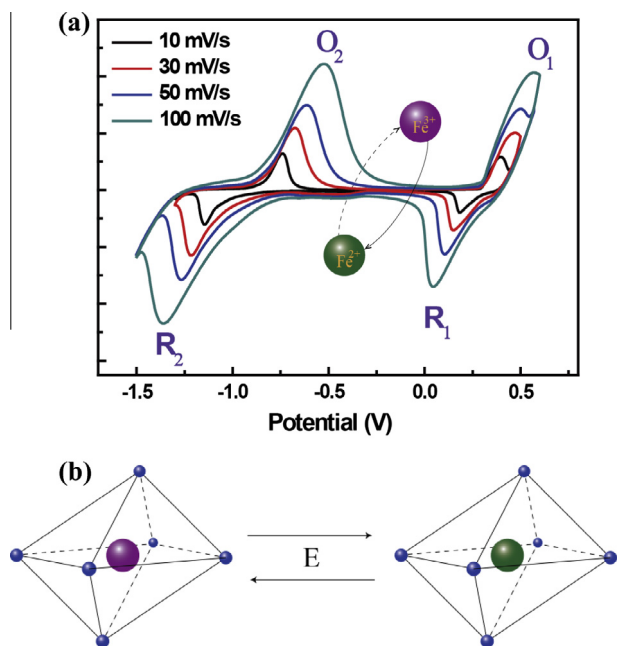 (a)
10 mV/s
30 mV/s
50 mV/s
100 mV/s
O₂
O₁
Fe³⁺
Fe²⁺
R₁
R₂
-1.5 -1.0 -0.5 0.0 0.5
Potential (V)
(b)
E